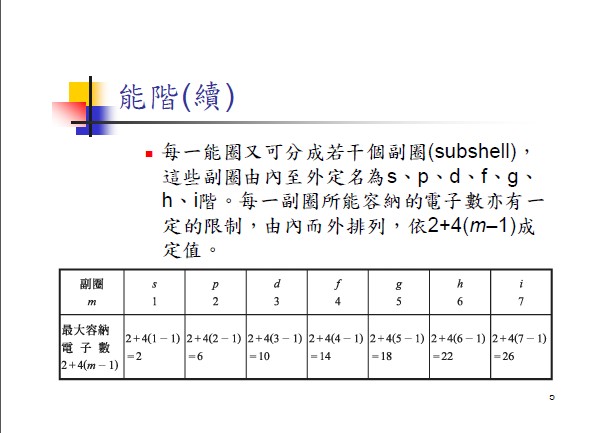 能階(續)
每一能圈又可分成若干個副圈(subshell)，
這些副圈由內至外定名為s、p、d、f、g、
h、i階。每一副圈所能容納的電子數亦有一
定的限制，由內而外排列，依2+4(m–1)成
定值。
副圈 s p d f g h i
m 1 2 3 4 5 6 7
最大容納
電子數 2+4(1－1) 2+4(2－1) 2+4(3－1) 2+4(4－1) 2+4(5－1) 2+4(6－1) 2+4(7－1)
2+4(m－1) =2 =6 =10 =14 =18 =22 =26